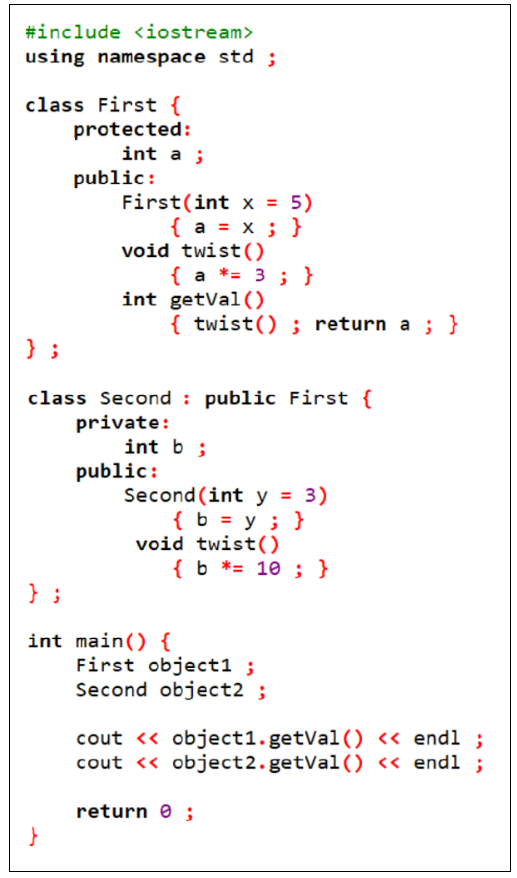 #include <iostream>
using namespace std ;
class First {
protected:
int a ;
public:
First(int x = 5)
{ a = x ; }
void twist()
{ a *= 3 ; }
int getVal()
{ twist() ; return a ; }
} ;
class Second : public First {
private:
int b ;
public:
Second(int y = 3)
{ b = y ; }
void twist()
{ b *= 10 ; }
} ;
int main() {
First object1 ;
Second object2 ;
cout << object1.getVal() << endl ;
cout << object2.getVal() << endl ;
return 0 ;
}